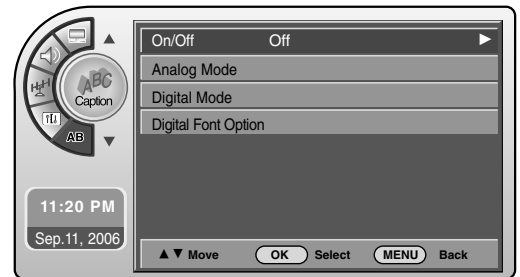 On/Off Off
Analog Mode
Digital Mode
Digital Font Option
ABC
Caption
AB
11:20 PM
Sep.11, 2006
▲▼ Move OK Select MENU Back